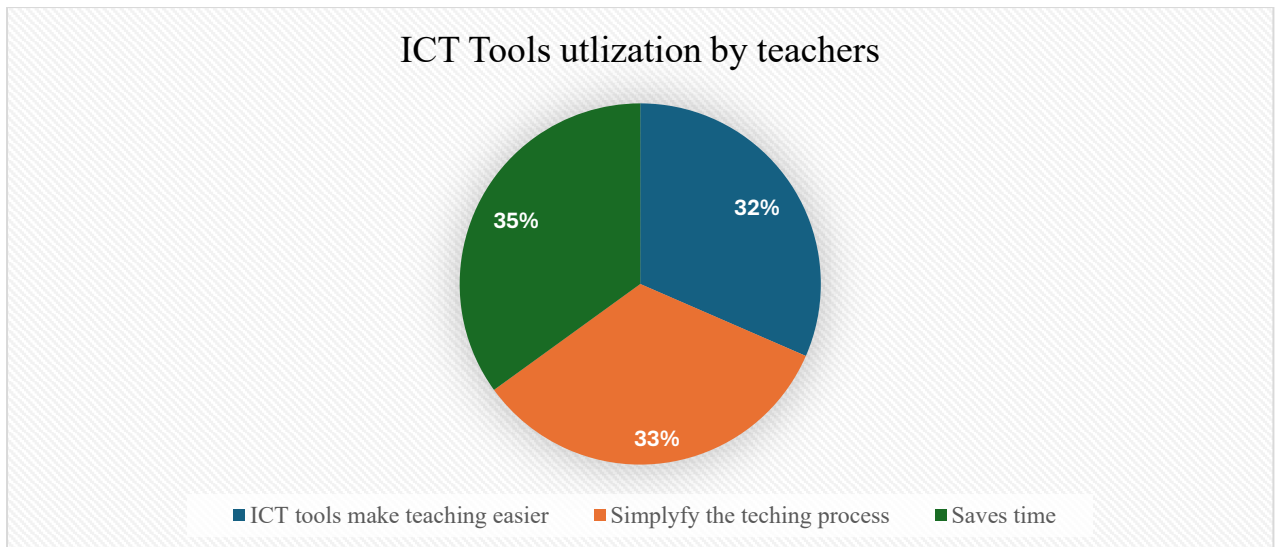 ICT Tools utlization by teachers
32%
35%
33%
ICT tools make teaching easier Simplyfy the teching process Saves time